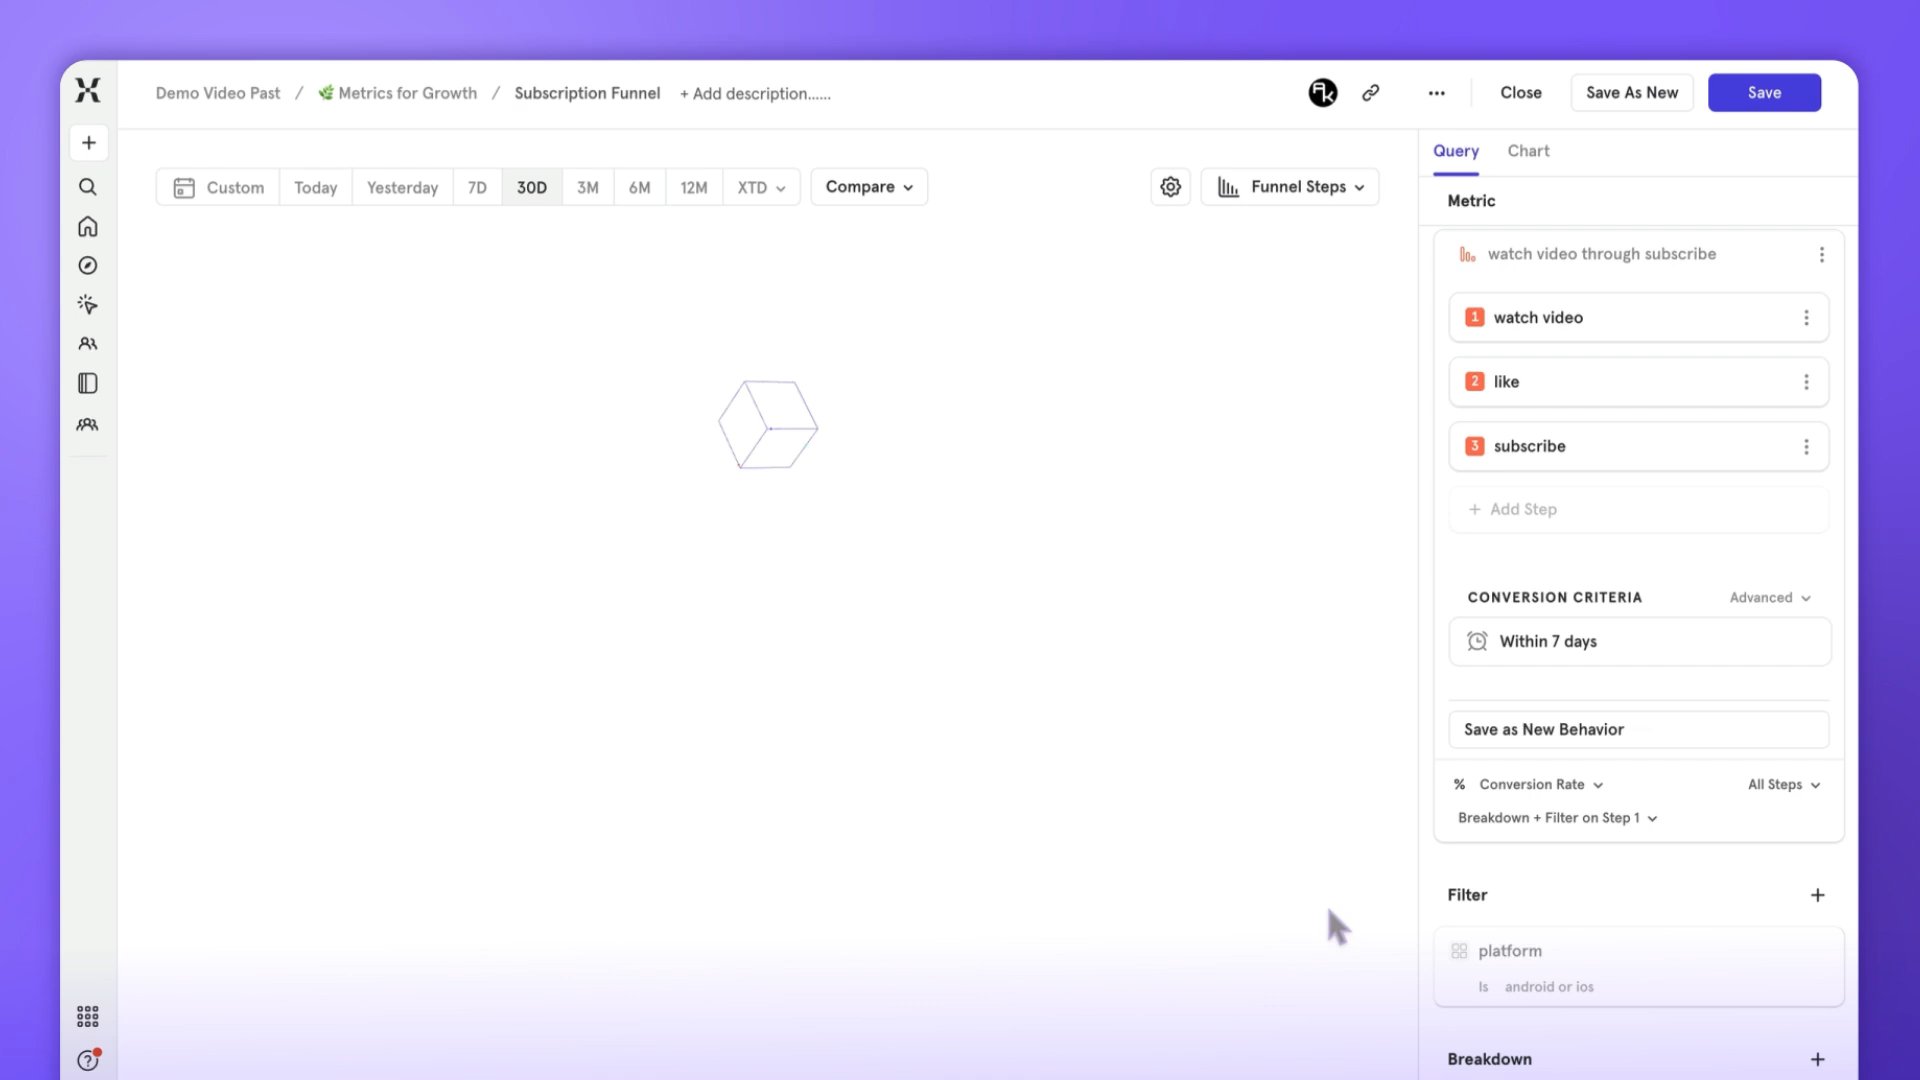 Demo Video Past / 🌿 Metrics for Growth / Subscription Funnel + Add description......
Close
Save As New
Save
Custom Today Yesterday 7D 30D 3M 6M 12M XTD
Compare
Funnel Steps
Query Chart
Metric
watch video through subscribe
1 watch video
2 like
3 subscribe
+ Add Step
CONVERSION CRITERIA Advanced
Within 7 days
Save as New Behavior
% Conversion Rate All Steps
Breakdown + Filter on Step 1
Filter +
platform
Is android or ios
Breakdown +